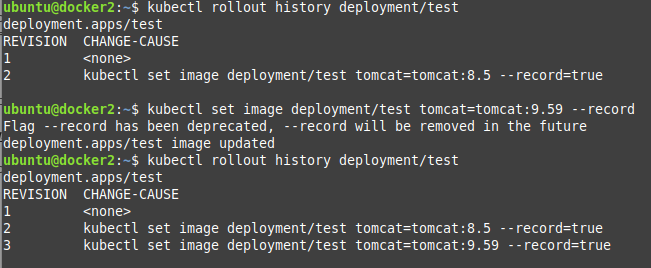 ubuntu@docker2:~$ kubectl rollout history deployment/test
deployment.apps/test
REVISION  CHANGE-CAUSE
1         <none>
2         kubectl set image deployment/test tomcat=tomcat:8.5 --record=true
ubuntu@docker2:~$ kubectl set image deployment/test tomcat=tomcat:9.59 --record
Flag --record has been deprecated, --record will be removed in the future
deployment.apps/test image updated
ubuntu@docker2:~$ kubectl rollout history deployment/test
deployment.apps/test
REVISION  CHANGE-CAUSE
1         <none>
2         kubectl set image deployment/test tomcat=tomcat:8.5 --record=true
3         kubectl set image deployment/test tomcat=tomcat:9.59 --record=true